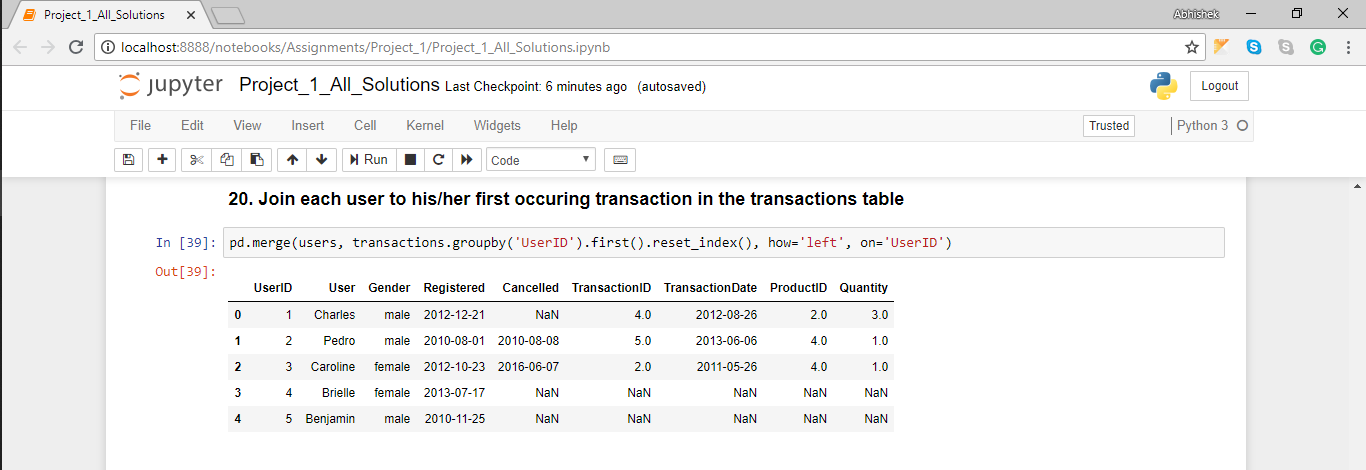 Project_1_All_Solutions
Abhishek
localhost:8888/notebooks/Assignments/Project_1/Project_1_All_Solutions.ipynb
jupyter Project_1_All_Solutions Last Checkpoint: 6 minutes ago (autosaved)
Logout
File Edit View Insert Cell Kernel Widgets Help
Trusted
Python 3
Run
Code
20. Join each user to his/her first occuring transaction in the transactions table
In [39]: pd.merge(users, transactions.groupby('UserID').first().reset_index(), how='left', on='UserID')
Out[39]:
UserID User Gender Registered Cancelled TransactionID TransactionDate ProductID Quantity
0 1 Charles male 2012-12-21 NaN 4.0 2012-08-26 2.0 3.0
1 2 Pedro male 2010-08-01 2010-08-08 5.0 2013-06-06 4.0 1.0
2 3 Caroline female 2012-10-23 2016-06-07 2.0 2011-05-26 4.0 1.0
3 4 Brielle female 2013-07-17 NaN NaN NaN NaN NaN
4 5 Benjamin male 2010-11-25 NaN NaN NaN NaN NaN